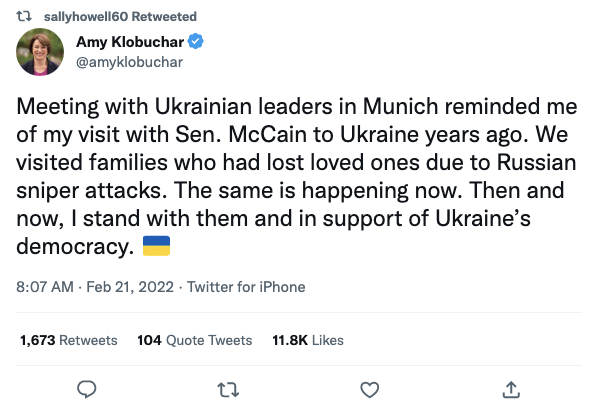 sallyhowell60 Retweeted
Amy Klobuchar
@amyklobuchar
Meeting with Ukrainian leaders in Munich reminded me
of my visit with Sen. McCain to Ukraine years ago. We
visited families who had lost loved ones due to Russian
sniper attacks. The same is happening now. Then and
now, I stand with them and in support of Ukraine’s
democracy. 🇺🇦
8:07 AM · Feb 21, 2022 · Twitter for iPhone
1,673 Retweets 104 Quote Tweets 11.8K Likes